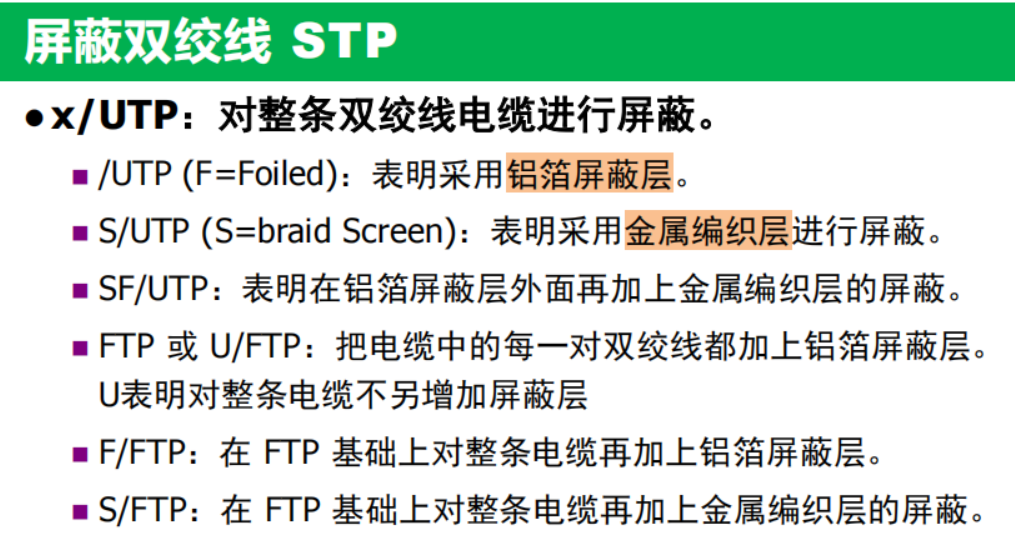 屏蔽双绞线 STP
●x/UTP：对整条双绞线电缆进行屏蔽。
■ /UTP (F=Foiled)：表明采用铝箔屏蔽层。
■ S/UTP (S=braid Screen)：表明采用金属编织层进行屏蔽。
■ SF/UTP：表明在铝箔屏蔽层外面再加上金属编织层的屏蔽。
■ FTP 或 U/FTP：把电缆中的每一对双绞线都加上铝箔屏蔽层。
U表明对整条电缆不另增加屏蔽层
■ F/FTP：在 FTP 基础上对整条电缆再加上铝箔屏蔽层。
■ S/FTP：在 FTP 基础上对整条电缆再加上金属编织层的屏蔽。